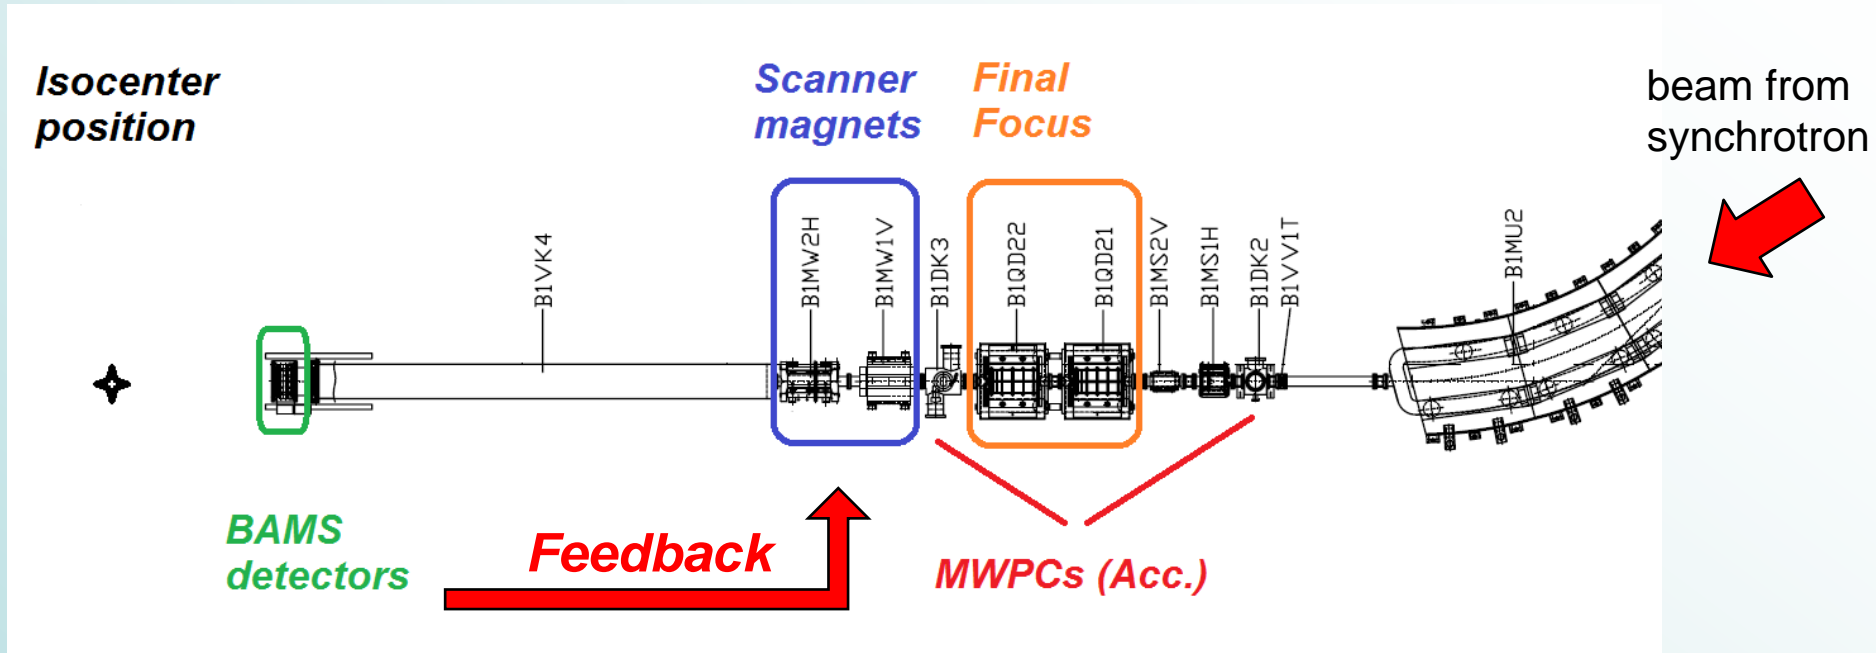 Isocenter
position
Scanner
magnets
Final
Focus
beam from
synchrotron
B1VK4
B1MW2H
B1MW1V
B1DK3
B1QD22
B1QD21
B1MS2V
B1MS1H
B1DK2
B1VV1T
B1MU2
BAMS
detectors
Feedback
MWPCs (Acc.)